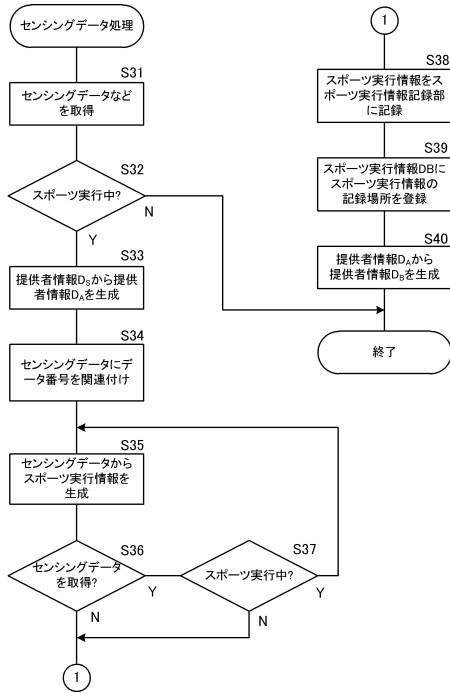 センシングデータ処理
S31
センシングデータなど
を取得
S32
スポーツ実行中?
N
Y
S33
提供者情報DSから提供
者情報DAを生成
S34
センシングデータにデ
ータ番号を関連付け
S35
センシングデータから
スポーツ実行情報を
生成
S36
センシングデータ
を取得?
Y
N
S37
スポーツ実行中?
Y
N
1
1
S38
スポーツ実行情報をス
ポーツ実行情報記録部
に記録
S39
スポーツ実行情報DBに
スポーツ実行情報の
記録場所を登録
S40
提供者情報DAから
提供者情報DBを生成
終了